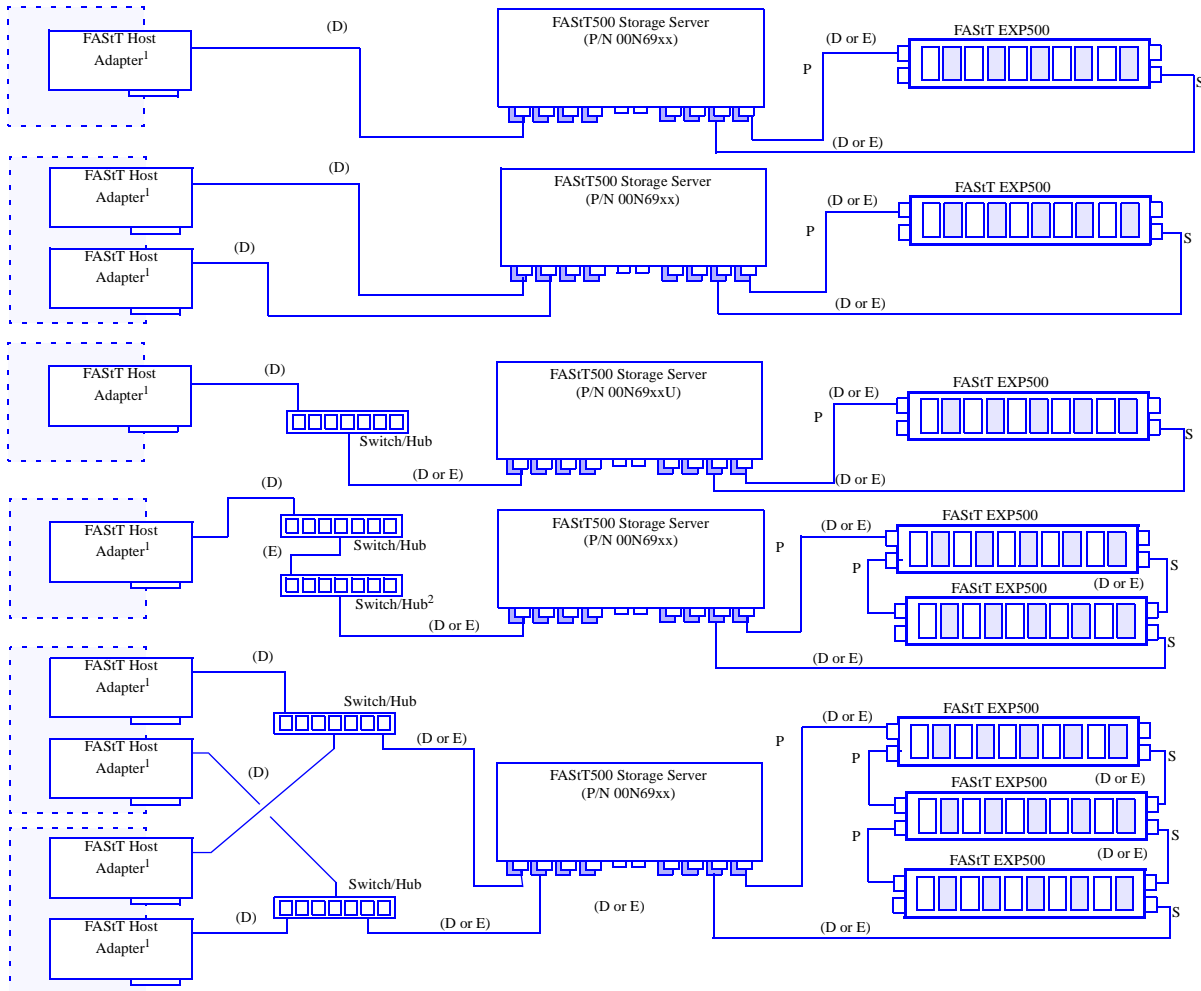 (D)
FAStT500 Storage Server
(P/N 00N69xx)
FAStT EXP500
(D or E)
FAStT Host
Adapter1
P
S
(D or E)
FAStT Host
Adapter1
(D)
FAStT500 Storage Server
(P/N 00N69xx)
FAStT EXP500
(D or E)
P
S
FAStT Host
Adapter1
(D)
(D or E)
FAStT Host
Adapter1
(D)
Switch/Hub
(D or E)
FAStT500 Storage Server
(P/N 00N69xxU)
FAStT EXP500
(D or E)
P
S
(D or E)
FAStT Host
Adapter1
(D)
Switch/Hub
(E)
Switch/Hub2
(D or E)
FAStT500 Storage Server
(P/N 00N69xx)
P
(D or E)
FAStT EXP500
P
S
(D or E)
FAStT EXP500
S
(D or E)
FAStT Host
Adapter1
(D)
Switch/Hub
FAStT Host
Adapter1
(D)
(D or E)
FAStT Host
Adapter1
FAStT Host
Adapter1
(D)
Switch/Hub
(D or E)
FAStT500 Storage Server
(P/N 00N69xx)
(D or E)
P
(D or E)
FAStT EXP500
P
S
(D or E)
FAStT EXP500
P
S
(D or E)
FAStT EXP500
S
(D or E)